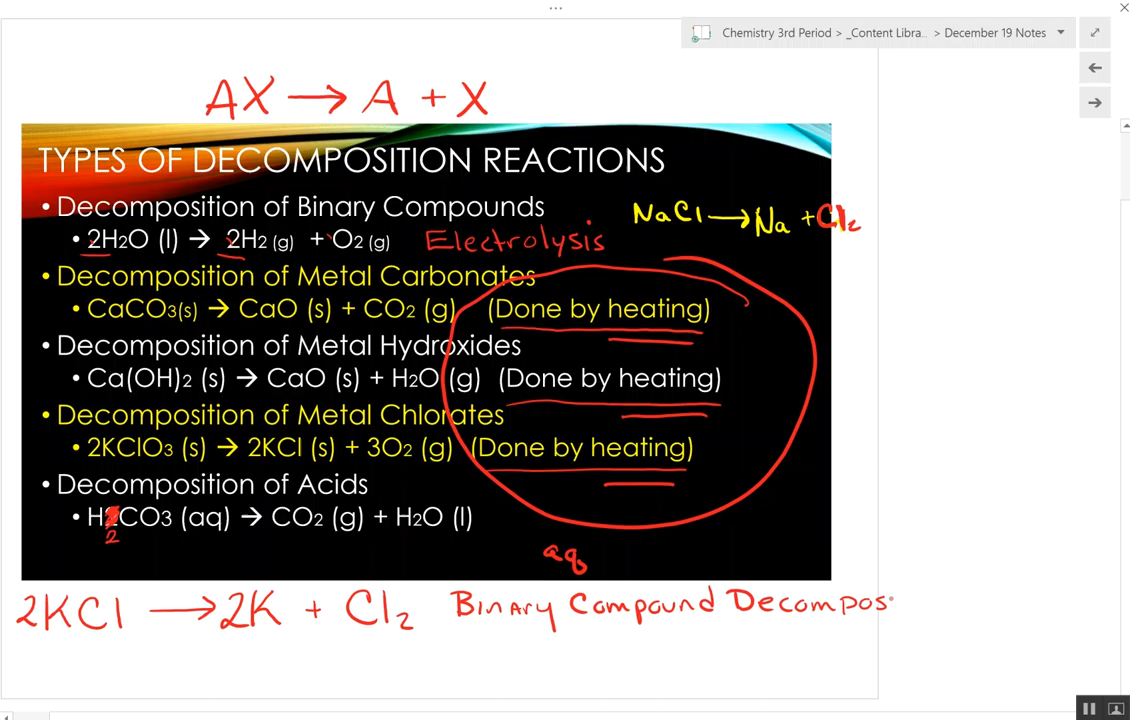 ...
Chemistry 3rd Period > _Content Libra... > December 19 Notes
AX → A + X
TYPES OF DECOMPOSITION REACTIONS
• Decomposition of Binary Compounds
NaCl → Na + Cl2
• 2H2O (l) → 2H2 (g) + O2 (g) Electrolysis
• Decomposition of Metal Carbonates
• CaCO3(s) → CaO (s) + CO2 (g) (Done by heating)
• Decomposition of Metal Hydroxides
• Ca(OH)2 (s) → CaO (s) + H2O (g) (Done by heating)
• Decomposition of Metal Chlorates
• 2KClO3 (s) → 2KCl (s) + 3O2 (g) (Done by heating)
• Decomposition of Acids
• H2CO3 (aq) → CO2 (g) + H2O (l)
aq
2KCl → 2K + Cl2 Binary Compound Decompos